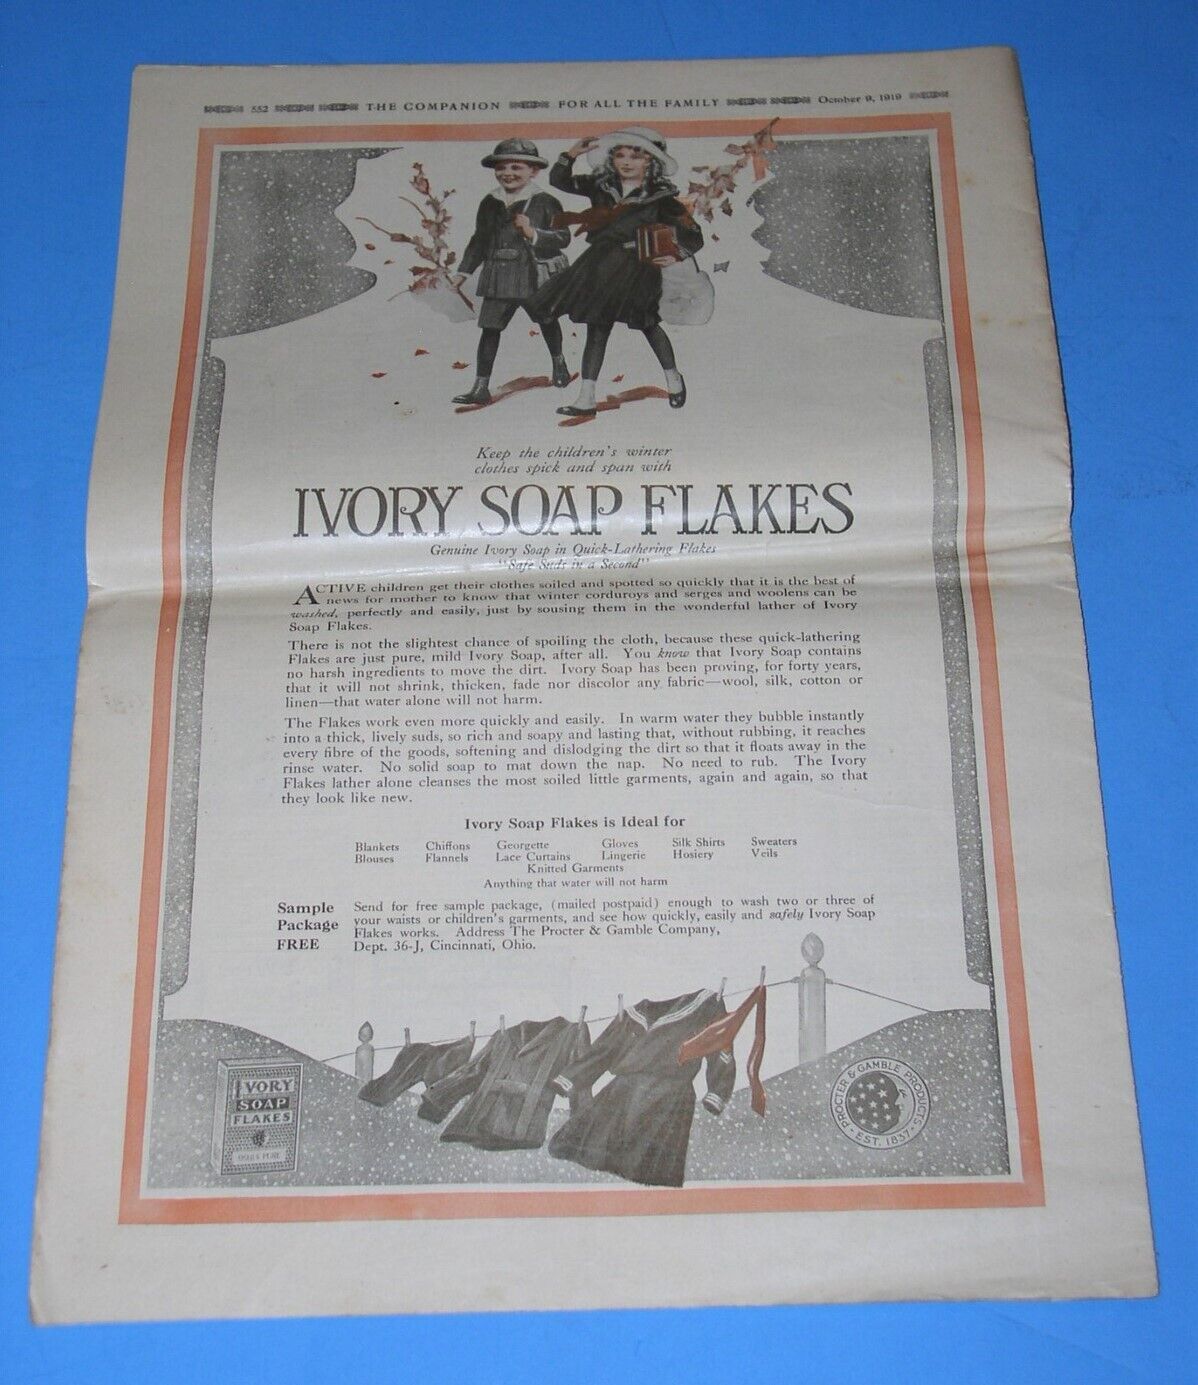 552 THE COMPANION FOR ALL THE FAMILY October 9, 1919
Keep the children's winter
clothes spick and span with
IVORY SOAP FLAKES
Genuine Ivory Soap in Quick-Lathering Flakes
"Safe Suds in a Second"
ACTIVE children get their clothes soiled and spotted so quickly that it is the best of
news for mother to know that winter corduroys and serges and woolens can be
washed, perfectly and easily, just by sousing them in the wonderful lather of Ivory
Soap Flakes.
There is not the slightest chance of spoiling the cloth, because these quick-lathering
Flakes are just pure, mild Ivory Soap, after all. You know that Ivory Soap contains
no harsh ingredients to move the dirt. Ivory Soap has been proving, for forty years,
that it will not shrink, thicken, fade nor discolor any fabric—wool, silk, cotton or
linen—that water alone will not harm.
The Flakes work even more quickly and easily. In warm water they bubble instantly
into a thick, lively suds, so rich and soapy and lasting that, without rubbing, it reaches
every fibre of the goods, softening and dislodging the dirt so that it floats away in the
rinse water. No solid soap to mat down the nap. No need to rub. The Ivory
Flakes lather alone cleanses the most soiled little garments, again and again, so that
they look like new.
Ivory Soap Flakes is Ideal for
Blankets Chiffons Georgette Gloves Silk Shirts Sweaters
Blouses Flannels Lace Curtains Lingerie Hosiery Veils
Knitted Garments
Anything that water will not harm
Sample
Package
FREE
Send for free sample package, (mailed postpaid) enough to wash two or three of
your waists or children's garments, and see how quickly, easily and safely Ivory Soap
Flakes works. Address The Procter & Gamble Company,
Dept. 36-J, Cincinnati, Ohio.
IVORY
SOAP
FLAKES
PURE
PROCTER & GAMBLE PRODUCTS
EST. 1837